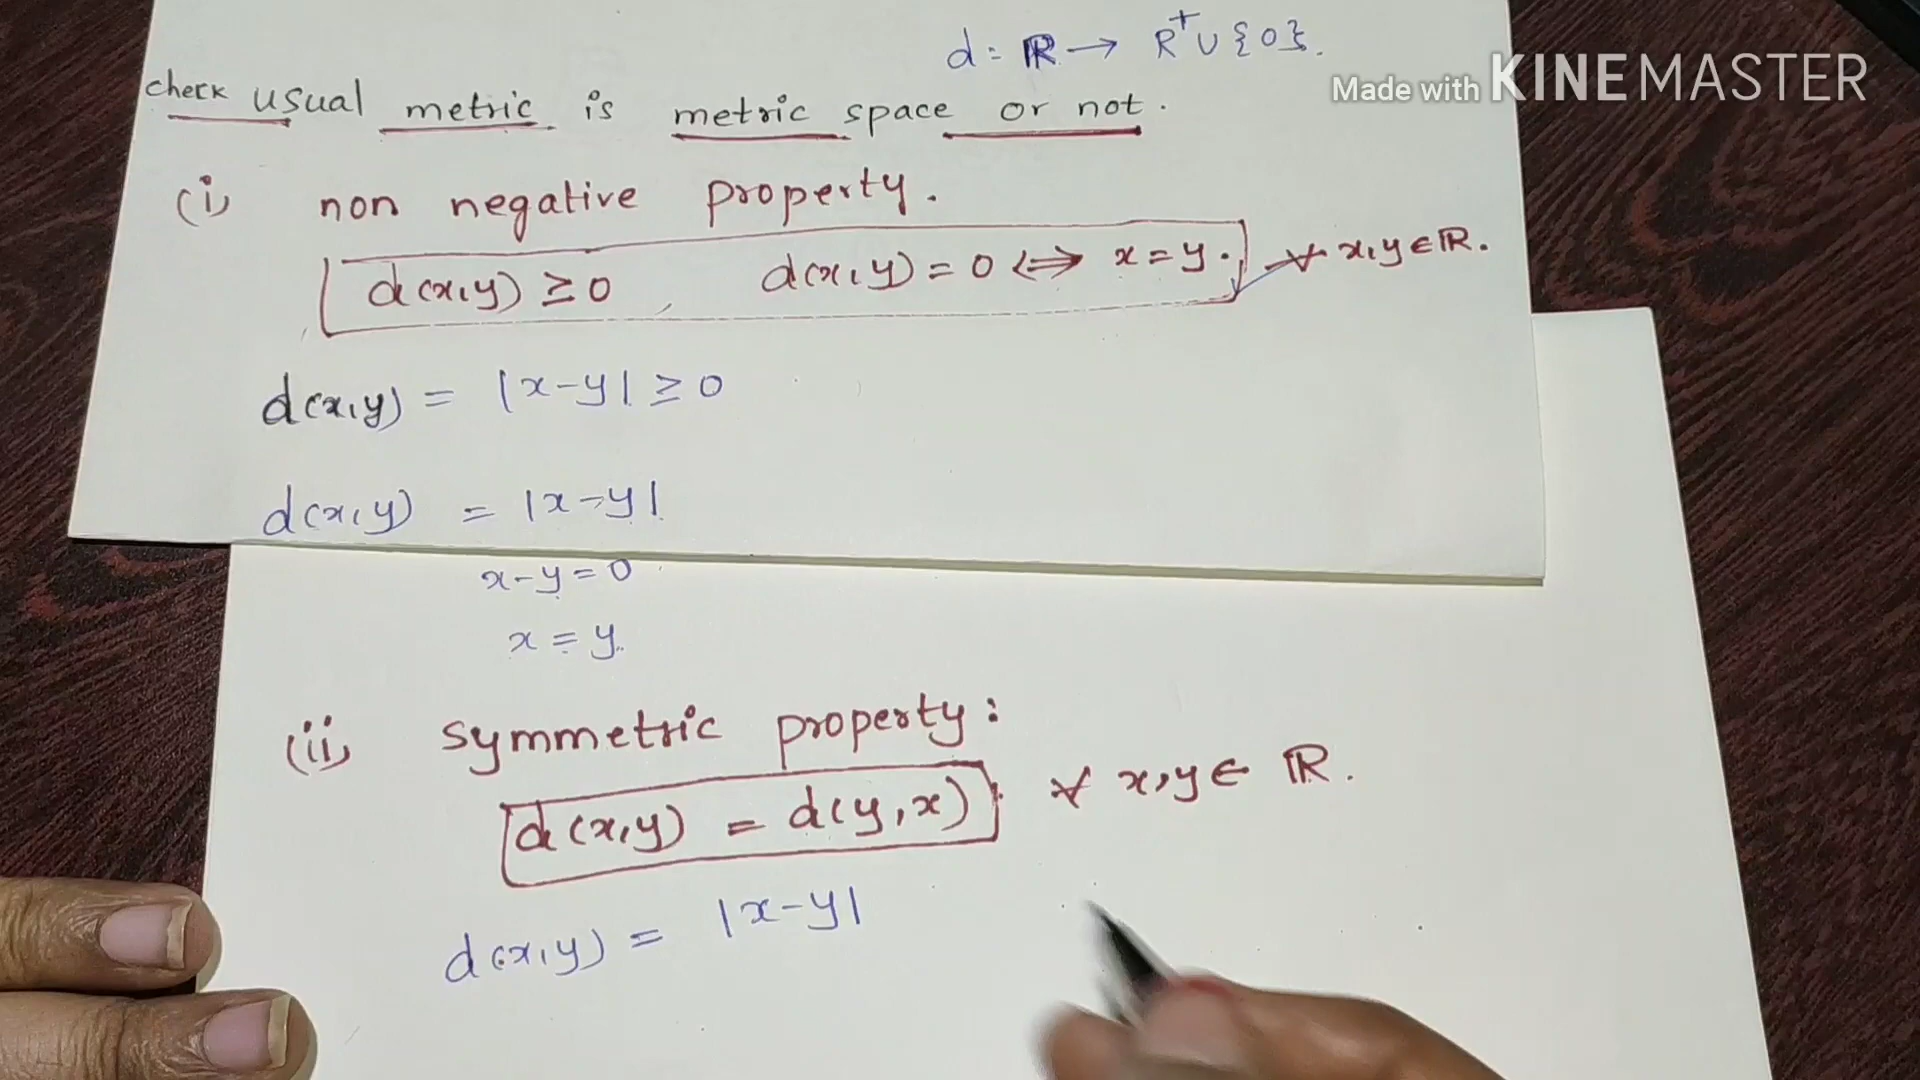 d = R → R⁺ ∪ {0}.
Made with KINEMASTER
check usual metric is metric space or not.
(i) non negative property.
d(x,y) ≥ 0, d(x,y) = 0 ⟺ x = y. ∀ x,y ∈ ℝ.
d(x,y) = |x-y| ≥ 0
d(x,y) = |x-y|
x-y = 0
x = y.
(ii) symmetric property:
d(x,y) = d(y,x) ∀ x,y ∈ ℝ.
d(x,y) = |x-y|